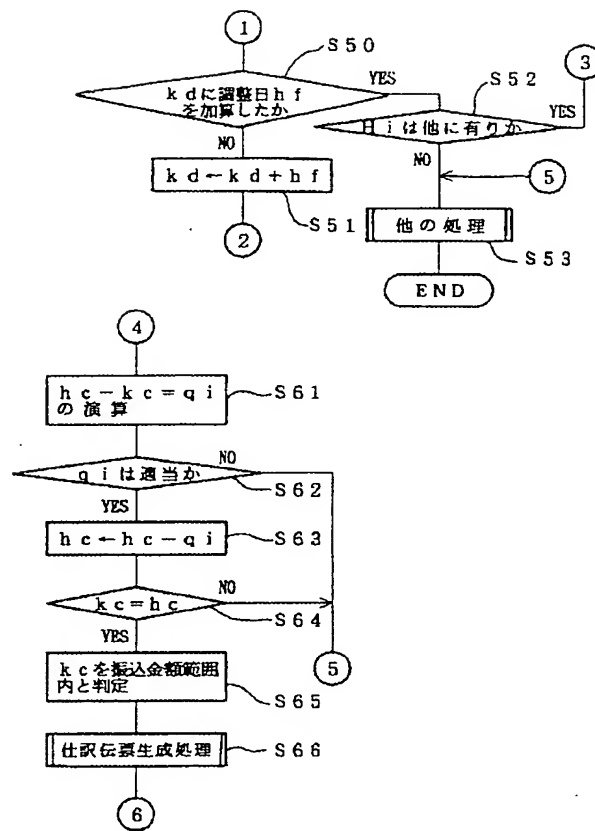 1
S50
kdに調整日hf
を加算したか
YES
NO
kd←kd+hf
S51
2
S52
3
Hiは他に有りか
YES
NO
5
他の処理
S53
END
4
hc-kc=qi
の演算
S61
qiは適当か
NO
S62
YES
hc←hc-qi
S63
kc=hc
NO
S64
YES
5
kcを振込金額範囲
内と判定
S65
仕訳伝票生成処理
S66
6